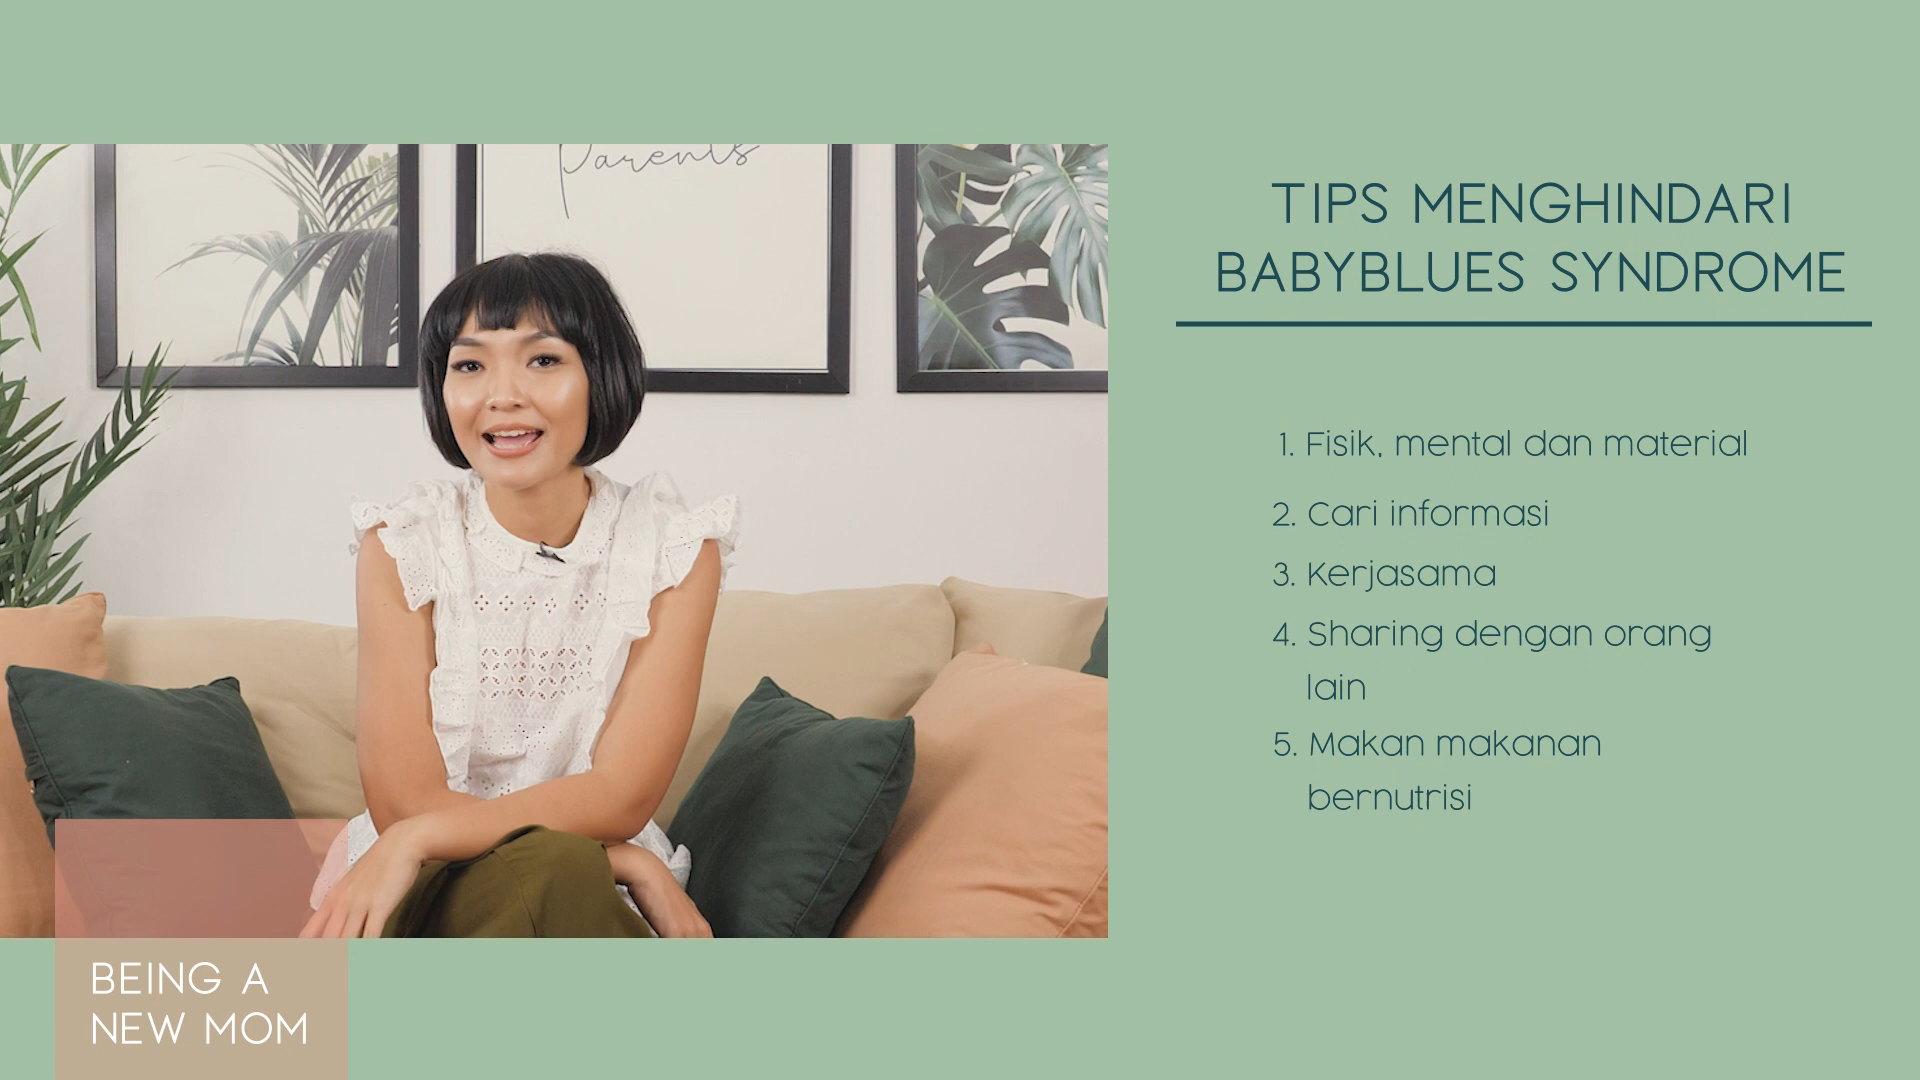 Parents
TIPS MENGHINDARI
BABYBLUES SYNDROME
1. Fisik, mental dan material
2. Cari informasi
3. Kerjasama
4. Sharing dengan orang
lain
5. Makan makanan
bernutrisi
BEING A
NEW MOM